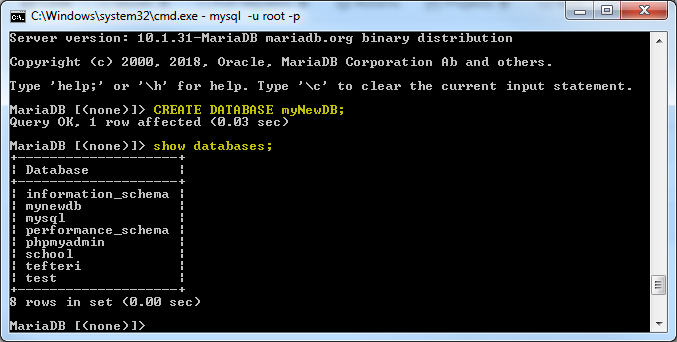 C:\Windows\system32\cmd.exe - mysql  -u root -p
Server version: 10.1.31-MariaDB mariadb.org binary distribution
Copyright (c) 2000, 2018, Oracle, MariaDB Corporation Ab and others.
Type 'help;' or '\h' for help. Type '\c' to clear the current input statement.
MariaDB [(none)]> CREATE DATABASE myNewDB;
Query OK, 1 row affected (0.03 sec)
MariaDB [(none)]> show databases;
+--------------------+
| Database           |
+--------------------+
| information_schema |
| mynewdb            |
| mysql              |
| performance_schema |
| phpmyadmin         |
| school             |
| tefteri            |
| test               |
+--------------------+
8 rows in set (0.00 sec)
MariaDB [(none)]>